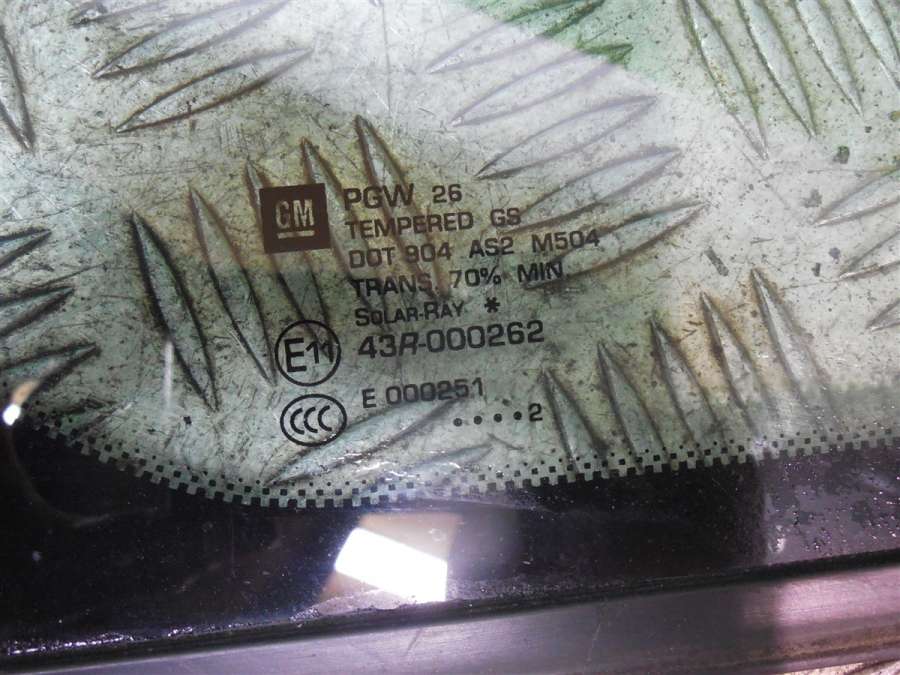 GM
PGW 26
TEMPERED GS
DOT 904 AS2 M504
TRANS. 70% MIN
SOLAR-RAY *
E11 43R-000262
CCC E 000251
....2